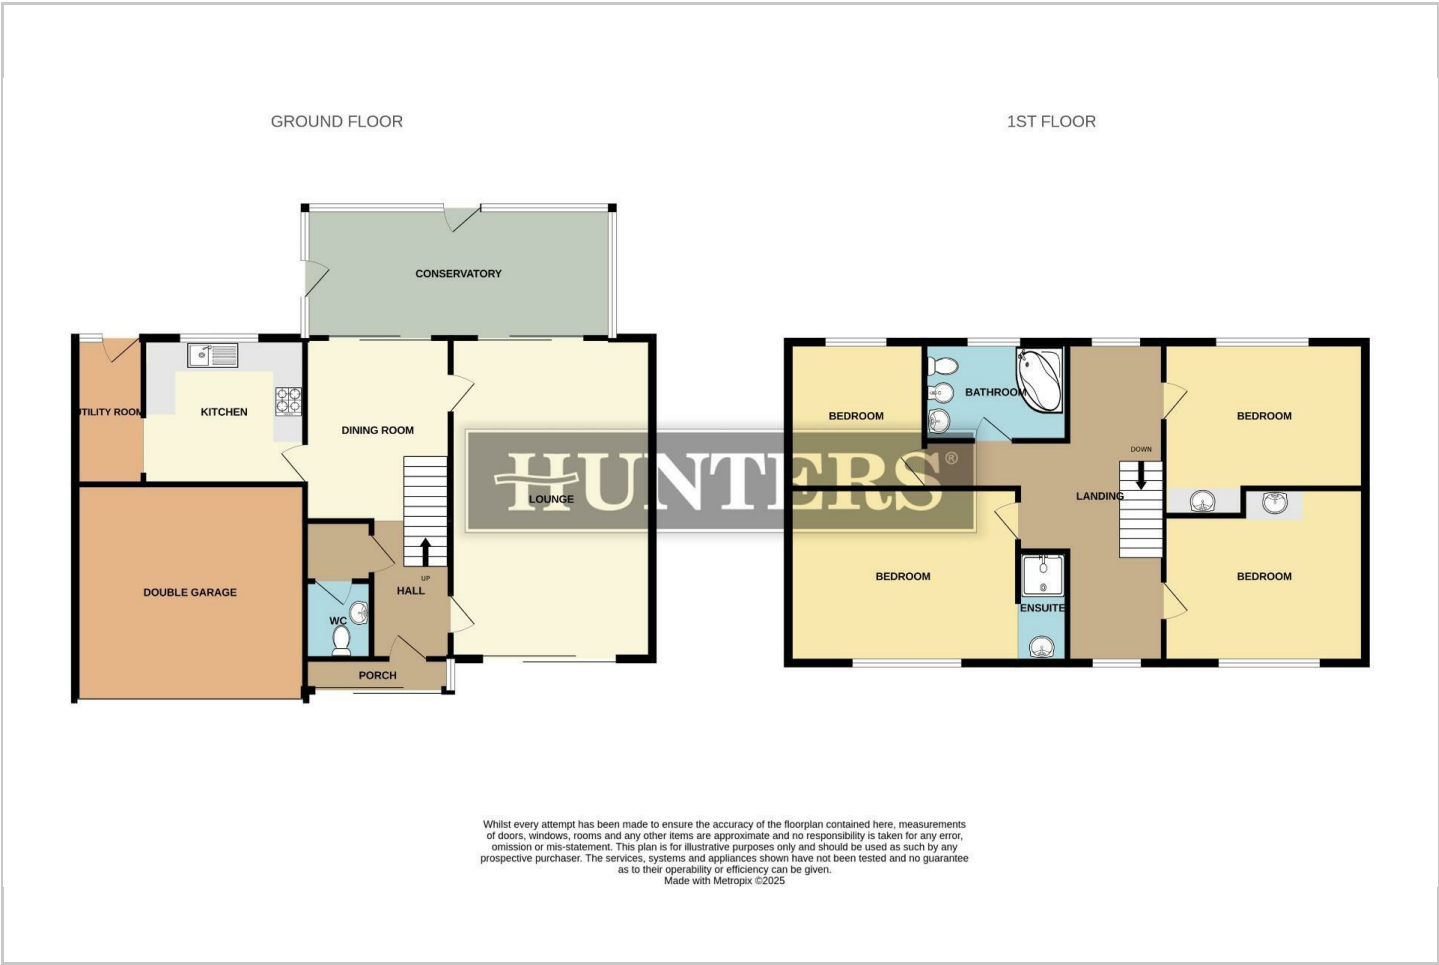 GROUND FLOOR
1ST FLOOR
CONSERVATORY
UTILITY ROOM
KITCHEN
DINING ROOM
LOUNGE
DOUBLE GARAGE
UP
HALL
WC
PORCH
HUNTERS®
BEDROOM
BATHROOM
BEDROOM
DOWN
LANDING
BEDROOM
ENSUITE
BEDROOM
Whilst every attempt has been made to ensure the accuracy of the floorplan contained here, measurements
of doors, windows, rooms and any other items are approximate and no responsibility is taken for any error,
omission or mis-statement. This plan is for illustrative purposes only and should be used as such by any
prospective purchaser. The services, systems and appliances shown have not been tested and no guarantee
as to their operability or efficiency can be given.
Made with Metropix ©2025